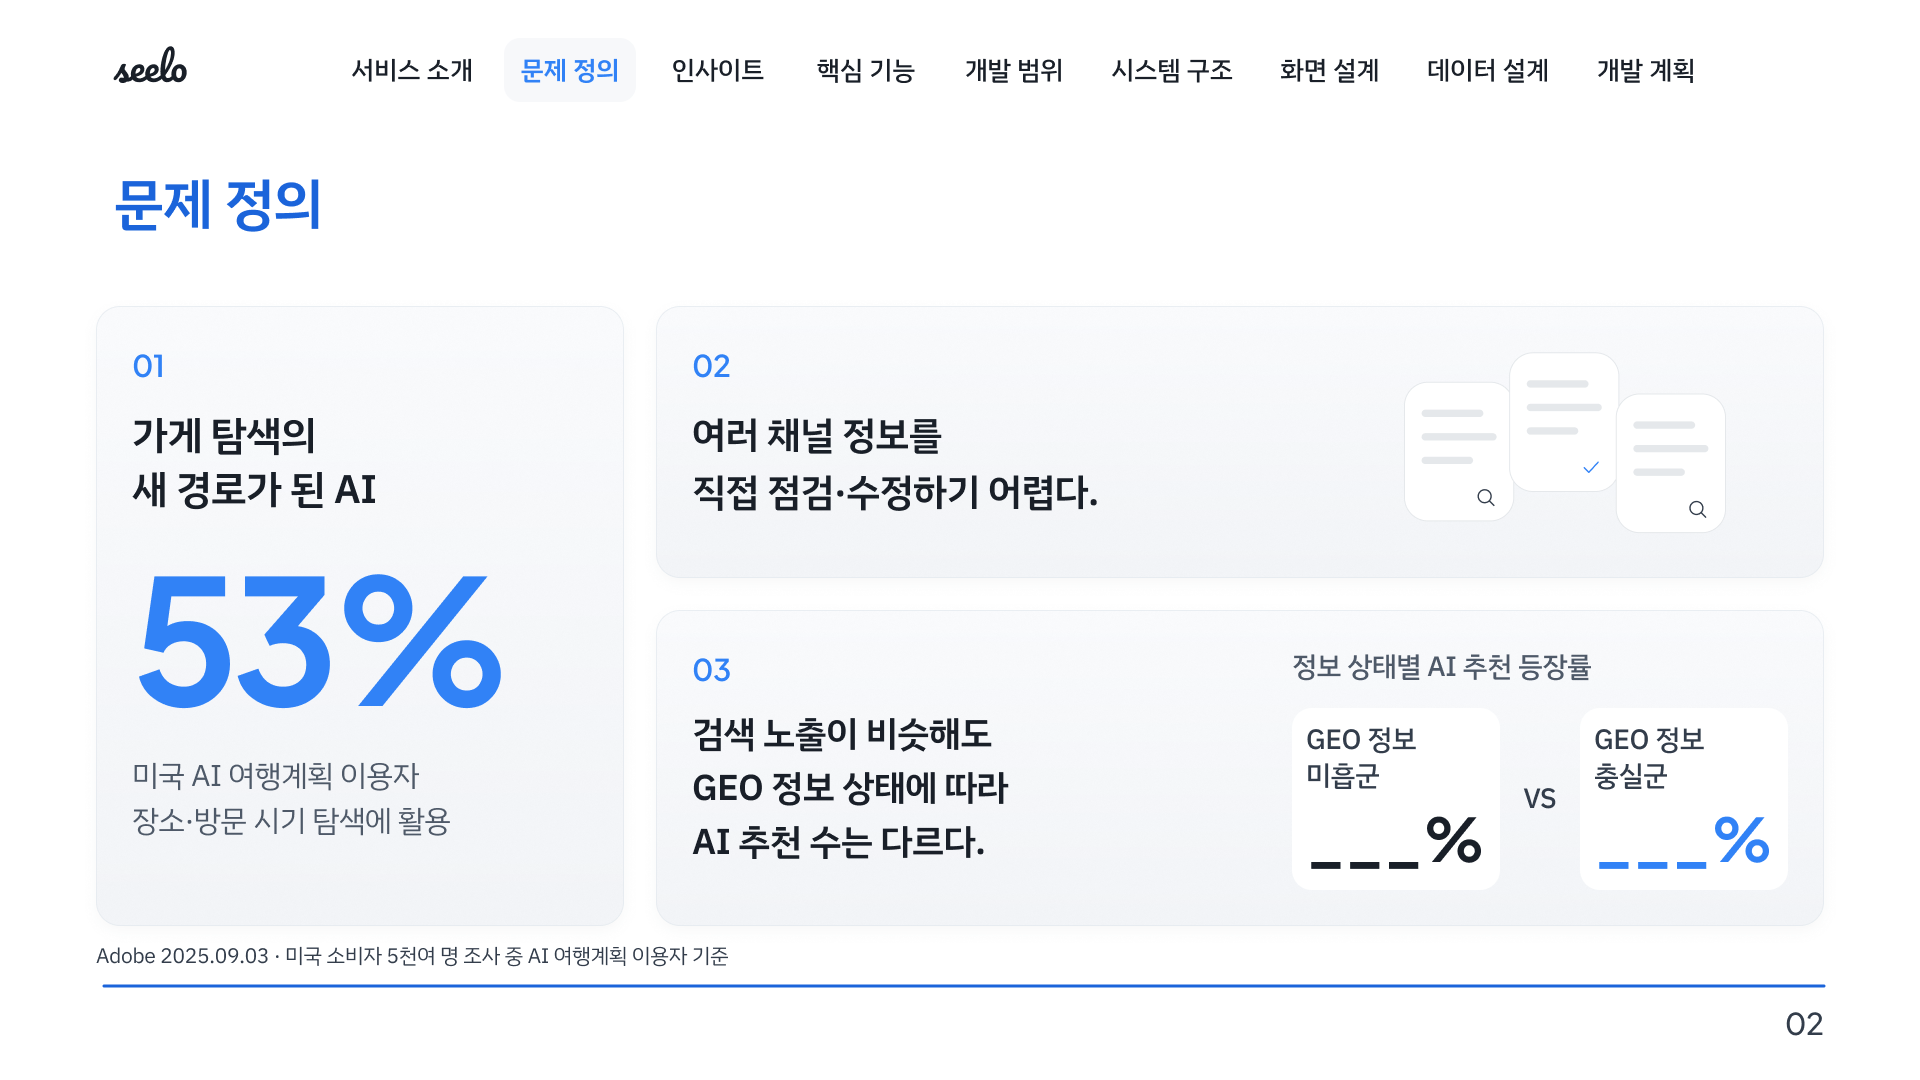 seelo
서비스 소개
문제 정의
인사이트
핵심 기능
개발 범위
시스템 구조
화면 설계
데이터 설계
개발 계획
문제 정의
01
가게 탐색의
새 경로가 된 AI
53%
미국 AI 여행계획 이용자
장소·방문 시기 탐색에 활용
02
여러 채널 정보를
직접 점검·수정하기 어렵다.
03
검색 노출이 비슷해도
GEO 정보 상태에 따라
AI 추천 수는 다르다.
정보 상태별 AI 추천 등장률
GEO 정보
미흡군
___%
VS
GEO 정보
충실군
___%
Adobe 2025.09.03 · 미국 소비자 5천여 명 조사 중 AI 여행계획 이용자 기준
02